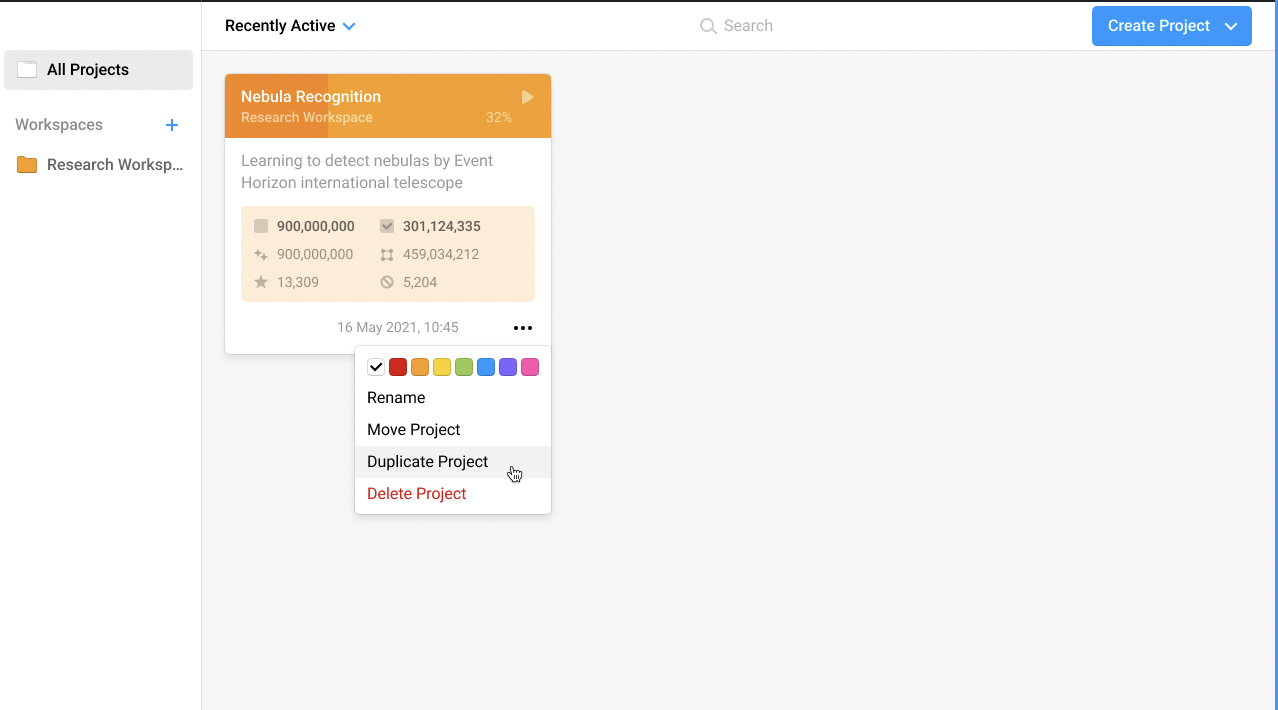 Recently Active
Search
Create Project
All Projects
Workspaces
Research Worksp...
Nebula Recognition
Research Workspace 32%
Learning to detect nebulas by Event
Horizon international telescope
900,000,000 301,124,335
900,000,000 459,034,212
13,309 5,204
16 May 2021, 10:45
Rename
Move Project
Duplicate Project
Delete Project